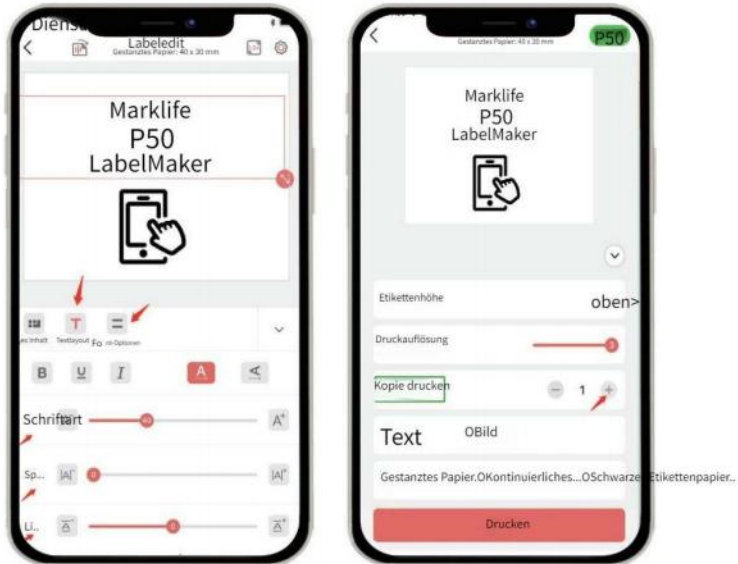 Diens
Labeledit
Gestanztes Papier: 40 x 30 mm
Marklife
P50
LabelMaker
Textlayout
Fo
B U I A A
Schriftart
40
A+
Sp...
|A|-
0
|A|+
Li..
0
Gestanztes Papier: 40 x 30 mm
P50
Marklife
P50
LabelMaker
Etikettenhöhe
oben>
Druckauflösung
3
Kopie drucken
1
Text
OBild
Gestanztes Papier.OKontinuierliches...OSchwarzes Etikettenpapier..
Drucken